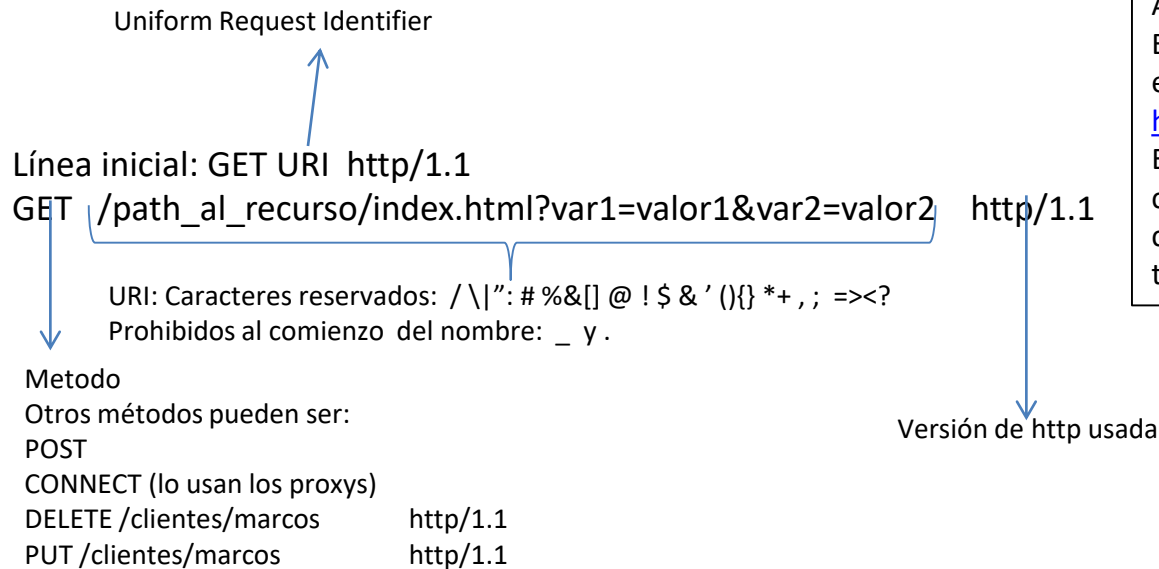 Uniform Request Identifier
Línea inicial: GET URI http/1.1
GET /path_al_recurso/index.html?var1=valor1&var2=valor2 http/1.1
URI: Caracteres reservados: / \|”: # %&[] @ ! $ & ’ (){} *+ , ; =><?
Prohibidos al comienzo del nombre: _ y .
Metodo
Otros métodos pueden ser:
POST
CONNECT (lo usan los proxys)
DELETE /clientes/marcos http/1.1
PUT /clientes/marcos http/1.1
Versión de http usada